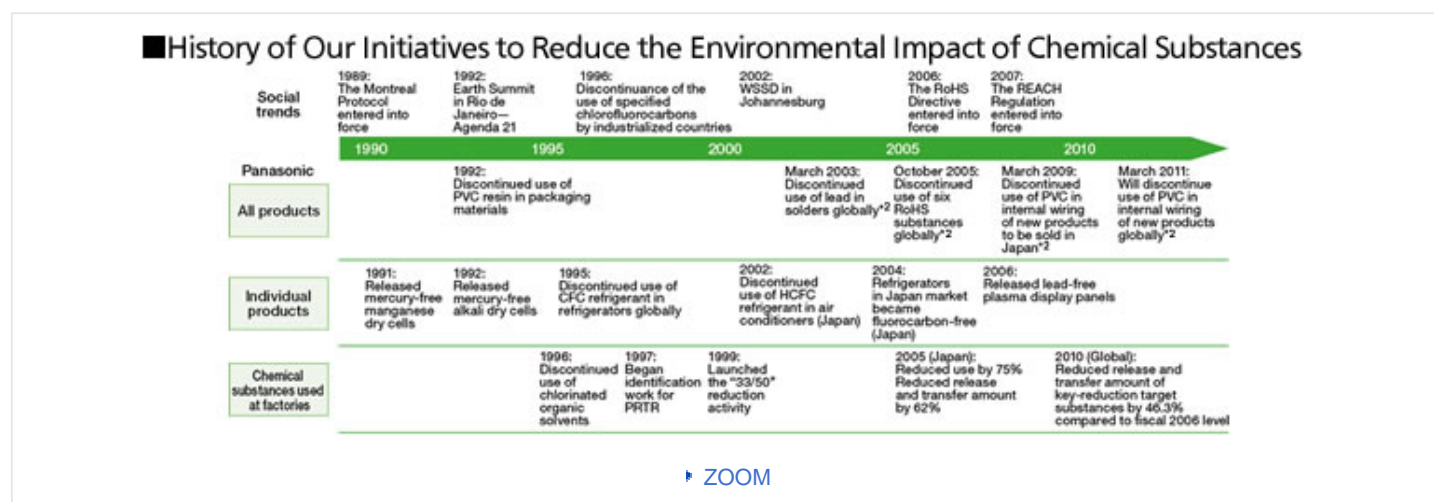 ■History of Our Initiatives to Reduce the Environmental Impact of Chemical Substances
Social
trends
1989:
The Montreal
Protocol
entered into
force
1992:
Earth Summit
in Rio de
Janeiro—
Agenda 21
1996:
Discontinuance of the
use of specified
chlorofluorocarbons
by industrialized countries
2002:
WSSD in
Johannesburg
2006:
The RoHS
Directive
entered into
force
2007:
The REACH
Regulation
entered into
force
1990 1995 2000 2005 2010
Panasonic
All products
1992:
Discontinued use of
PVC resin in packaging
materials
March 2003:
Discontinued
use of lead in
solders globally*2
October 2005:
Discontinued
use of six
RoHS
substances
globally*2
March 2009:
Discontinued
use of PVC in
internal wiring
of new products
to be sold in
Japan*2
March 2011:
Will discontinue
use of PVC in
internal wiring
of new products
globally*2
Individual
products
1991:
Released
mercury-free
manganese
dry cells
1992:
Released
mercury-free
alkali dry cells
1995:
Discontinued use of
CFC refrigerant in
refrigerators globally
2002:
Discontinued
use of HCFC
refrigerant in air
conditioners (Japan)
2004:
Refrigerators
in Japan market
became
fluorocarbon-free
(Japan)
2006:
Released lead-free
plasma display panels
Chemical
substances used
at factories
1996:
Discontinued
use of
chlorinated
organic
solvents
1997:
Began
identification
work for
PRTR
1999:
Launched
the "33/50"
reduction
activity
2005 (Japan):
Reduced use by 75%
Reduced release
and transfer amount
by 62%
2010 (Global):
Reduced release and
transfer amount of
key-reduction target
substances by 46.3%
compared to fiscal 2006 level
ZOOM